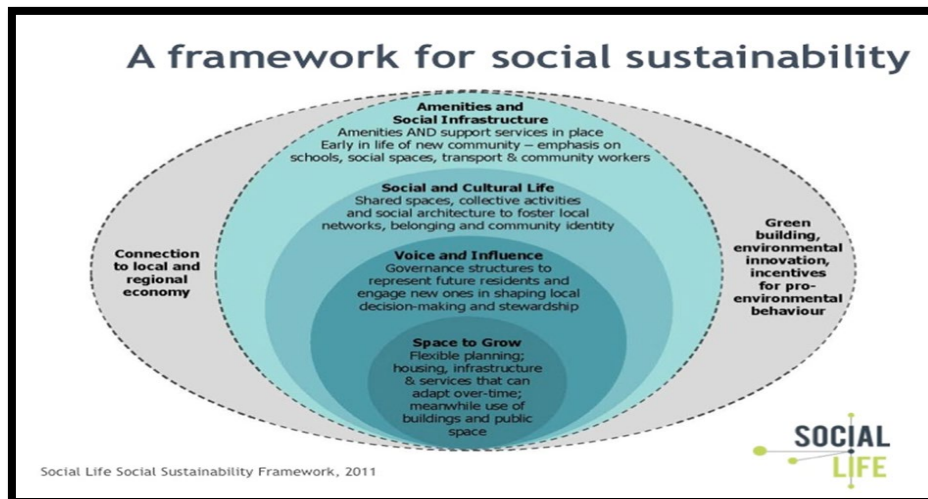 A framework for social sustainability
Amenities and
Social Infrastructure
Amenities AND support services in place
Early in life of new community – emphasis on
schools, social spaces, transport & community workers
Social and Cultural Life
Shared spaces, collective activities
and social architecture to foster local
networks, belonging and community identity
Voice and Influence
Governance structures to
represent future residents and
engage new ones in shaping local
decision-making and stewardship
Space to Grow
Flexible planning;
housing, infrastructure
& services that can
adapt over-time;
meanwhile use of
buildings and public
space
Connection
to local and
regional
economy
Green
building,
environmental
innovation,
incentives
for pro-
environmental
behaviour
Social Life Social Sustainability Framework, 2011
SOCIAL
LIFE